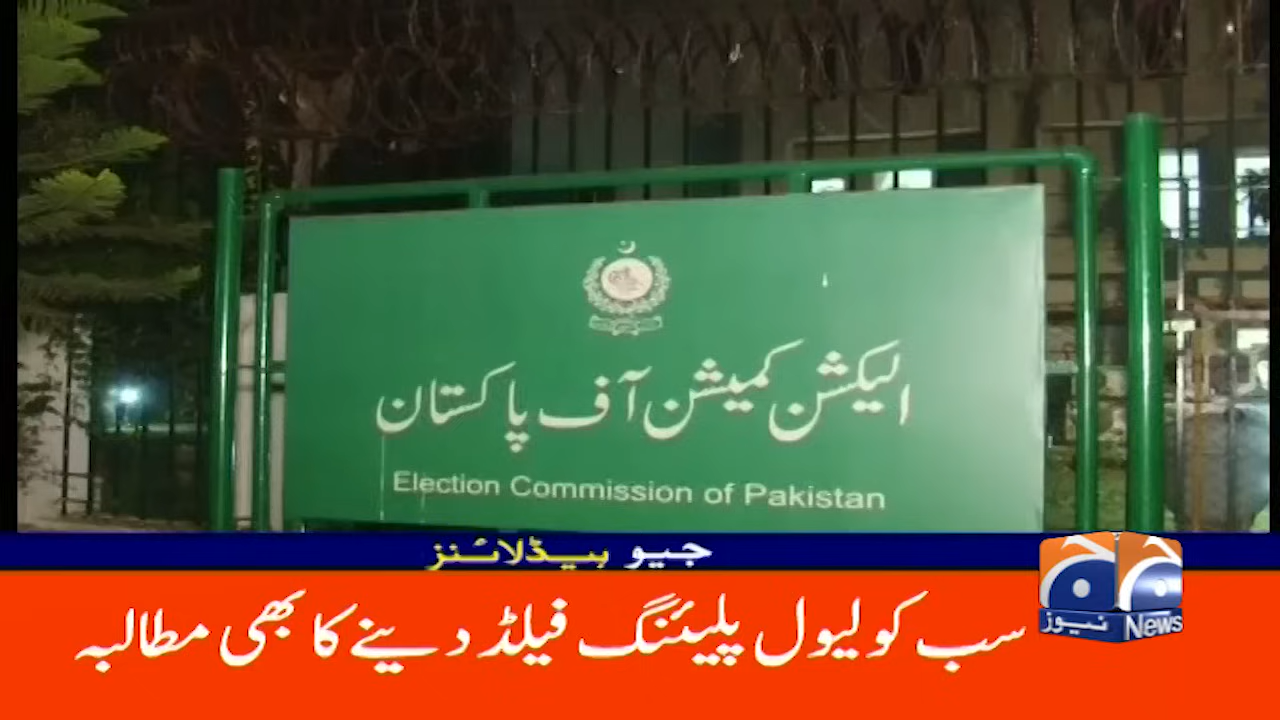 الیکشن کمیشن آف پاکستان
Election Commission of Pakistan
جیو ہیڈلائنز
سب کو لیول پلیئنگ فیلڈ دینے کا بھی مطالبہ
جیو نیوز News